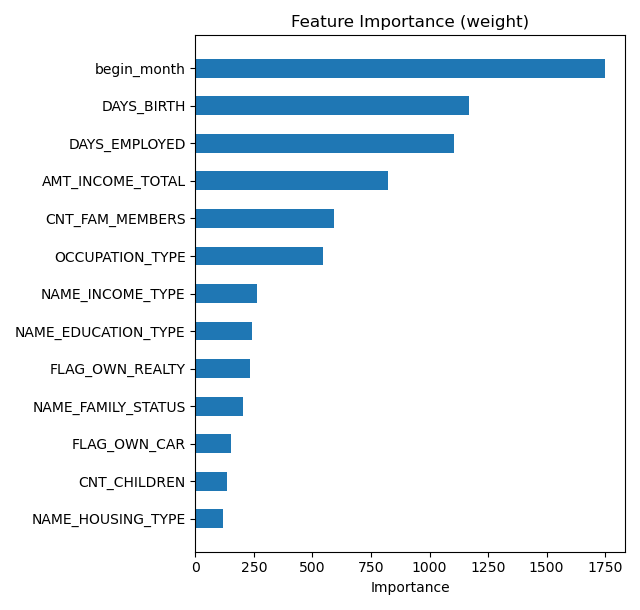 Feature Importance (weight)
begin_month
DAYS_BIRTH
DAYS_EMPLOYED
AMT_INCOME_TOTAL
CNT_FAM_MEMBERS
OCCUPATION_TYPE
NAME_INCOME_TYPE
NAME_EDUCATION_TYPE
FLAG_OWN_REALTY
NAME_FAMILY_STATUS
FLAG_OWN_CAR
CNT_CHILDREN
NAME_HOUSING_TYPE
0 250 500 750 1000 1250 1500 1750
Importance